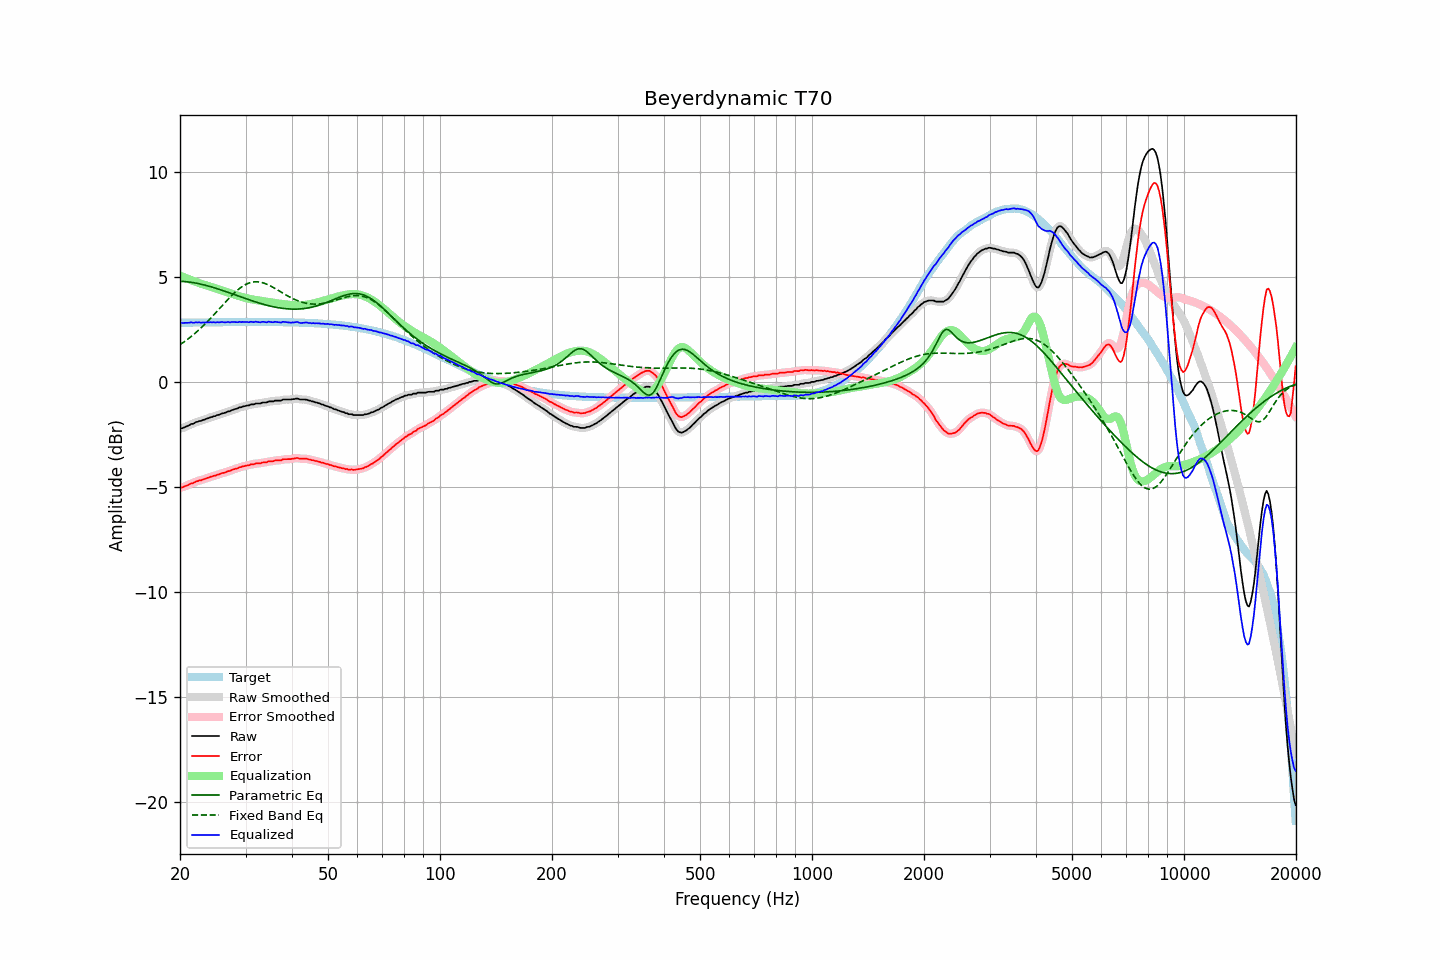 Beyerdynamic T70
Amplitude (dBr)
10
5
0
−5
−10
−15
−20
Target
Raw Smoothed
Error Smoothed
Raw
Error
Equalization
Parametric Eq
Fixed Band Eq
Equalized
20 50 100 200 500 1000 2000 5000 10000 20000
Frequency (Hz)